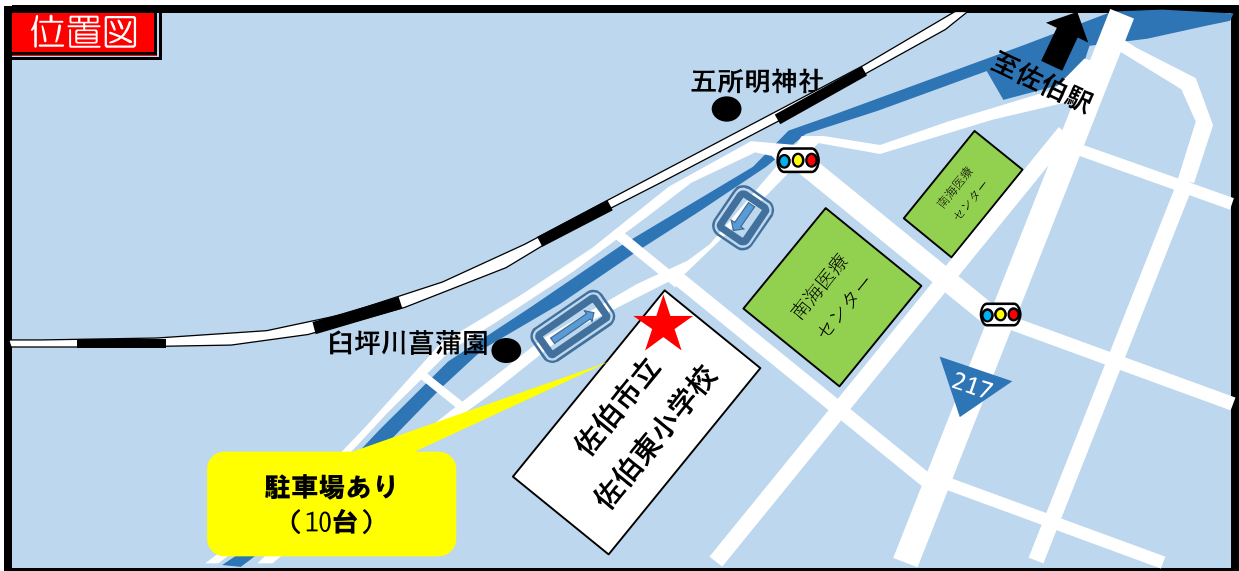 位置図
五所明神社
至佐伯駅
南海医療
センター
南海医療
センター
臼坪川菖蒲園
217
佐伯市立
佐伯東小学校
駐車場あり
（10台）